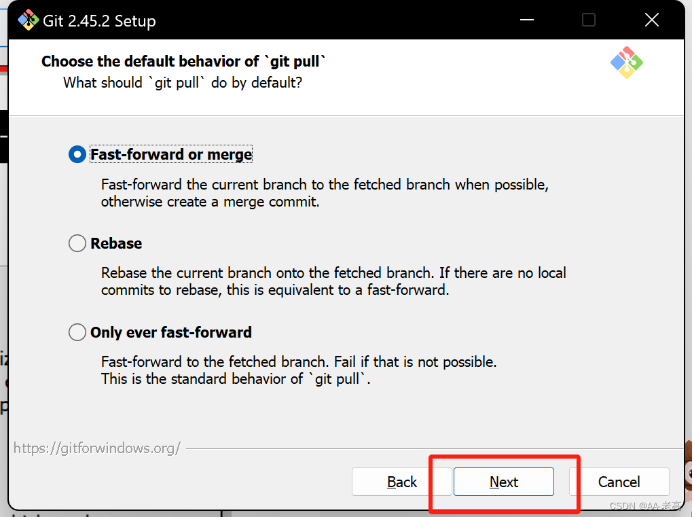 Git 2.45.2 Setup
Choose the default behavior of `git pull`
What should `git pull` do by default?
Fast-forward or merge
Fast-forward the current branch to the fetched branch when possible,
otherwise create a merge commit.
Rebase
Rebase the current branch onto the fetched branch. If there are no local
commits to rebase, this is equivalent to a fast-forward.
Only ever fast-forward
Fast-forward to the fetched branch. Fail if that is not possible.
This is the standard behavior of `git pull`.
https://gitforwindows.org/
Back Next Cancel
CSDN @AA.老高